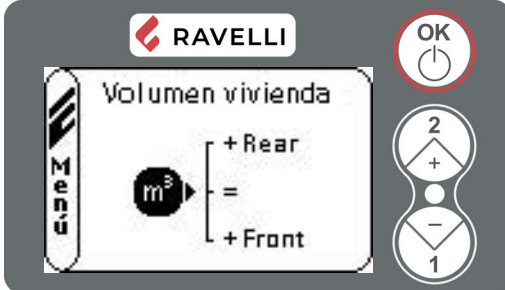 RAVELLI
OK
Volumen vivienda
Menú
m³
+Rear
=
+Front
2
+
−
1